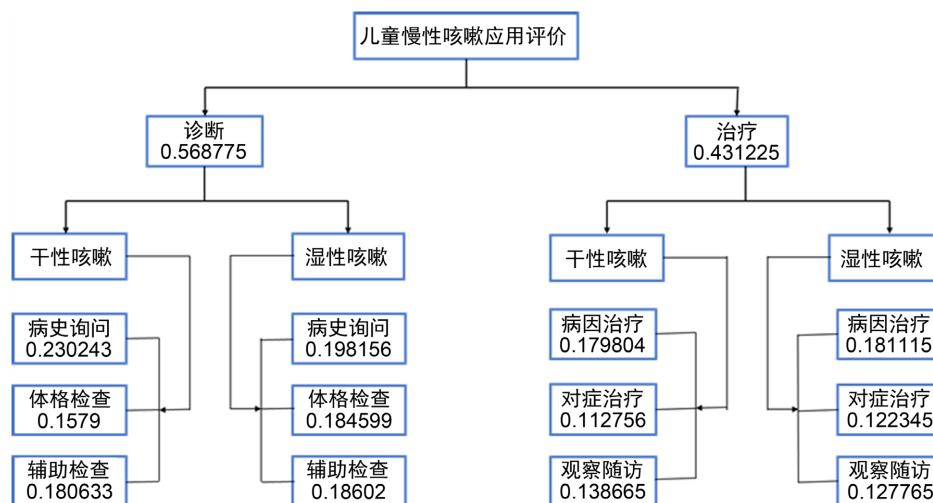 儿童慢性咳嗽应用评价
诊断
0.568775
治疗
0.431225
干性咳嗽
湿性咳嗽
干性咳嗽
湿性咳嗽
病史询问
0.230243
病史询问
0.198156
病因治疗
0.179804
病因治疗
0.181115
体格检查
0.1579
体格检查
0.184599
对症治疗
0.112756
对症治疗
0.122345
辅助检查
0.180633
辅助检查
0.18602
观察随访
0.138665
观察随访
0.127765